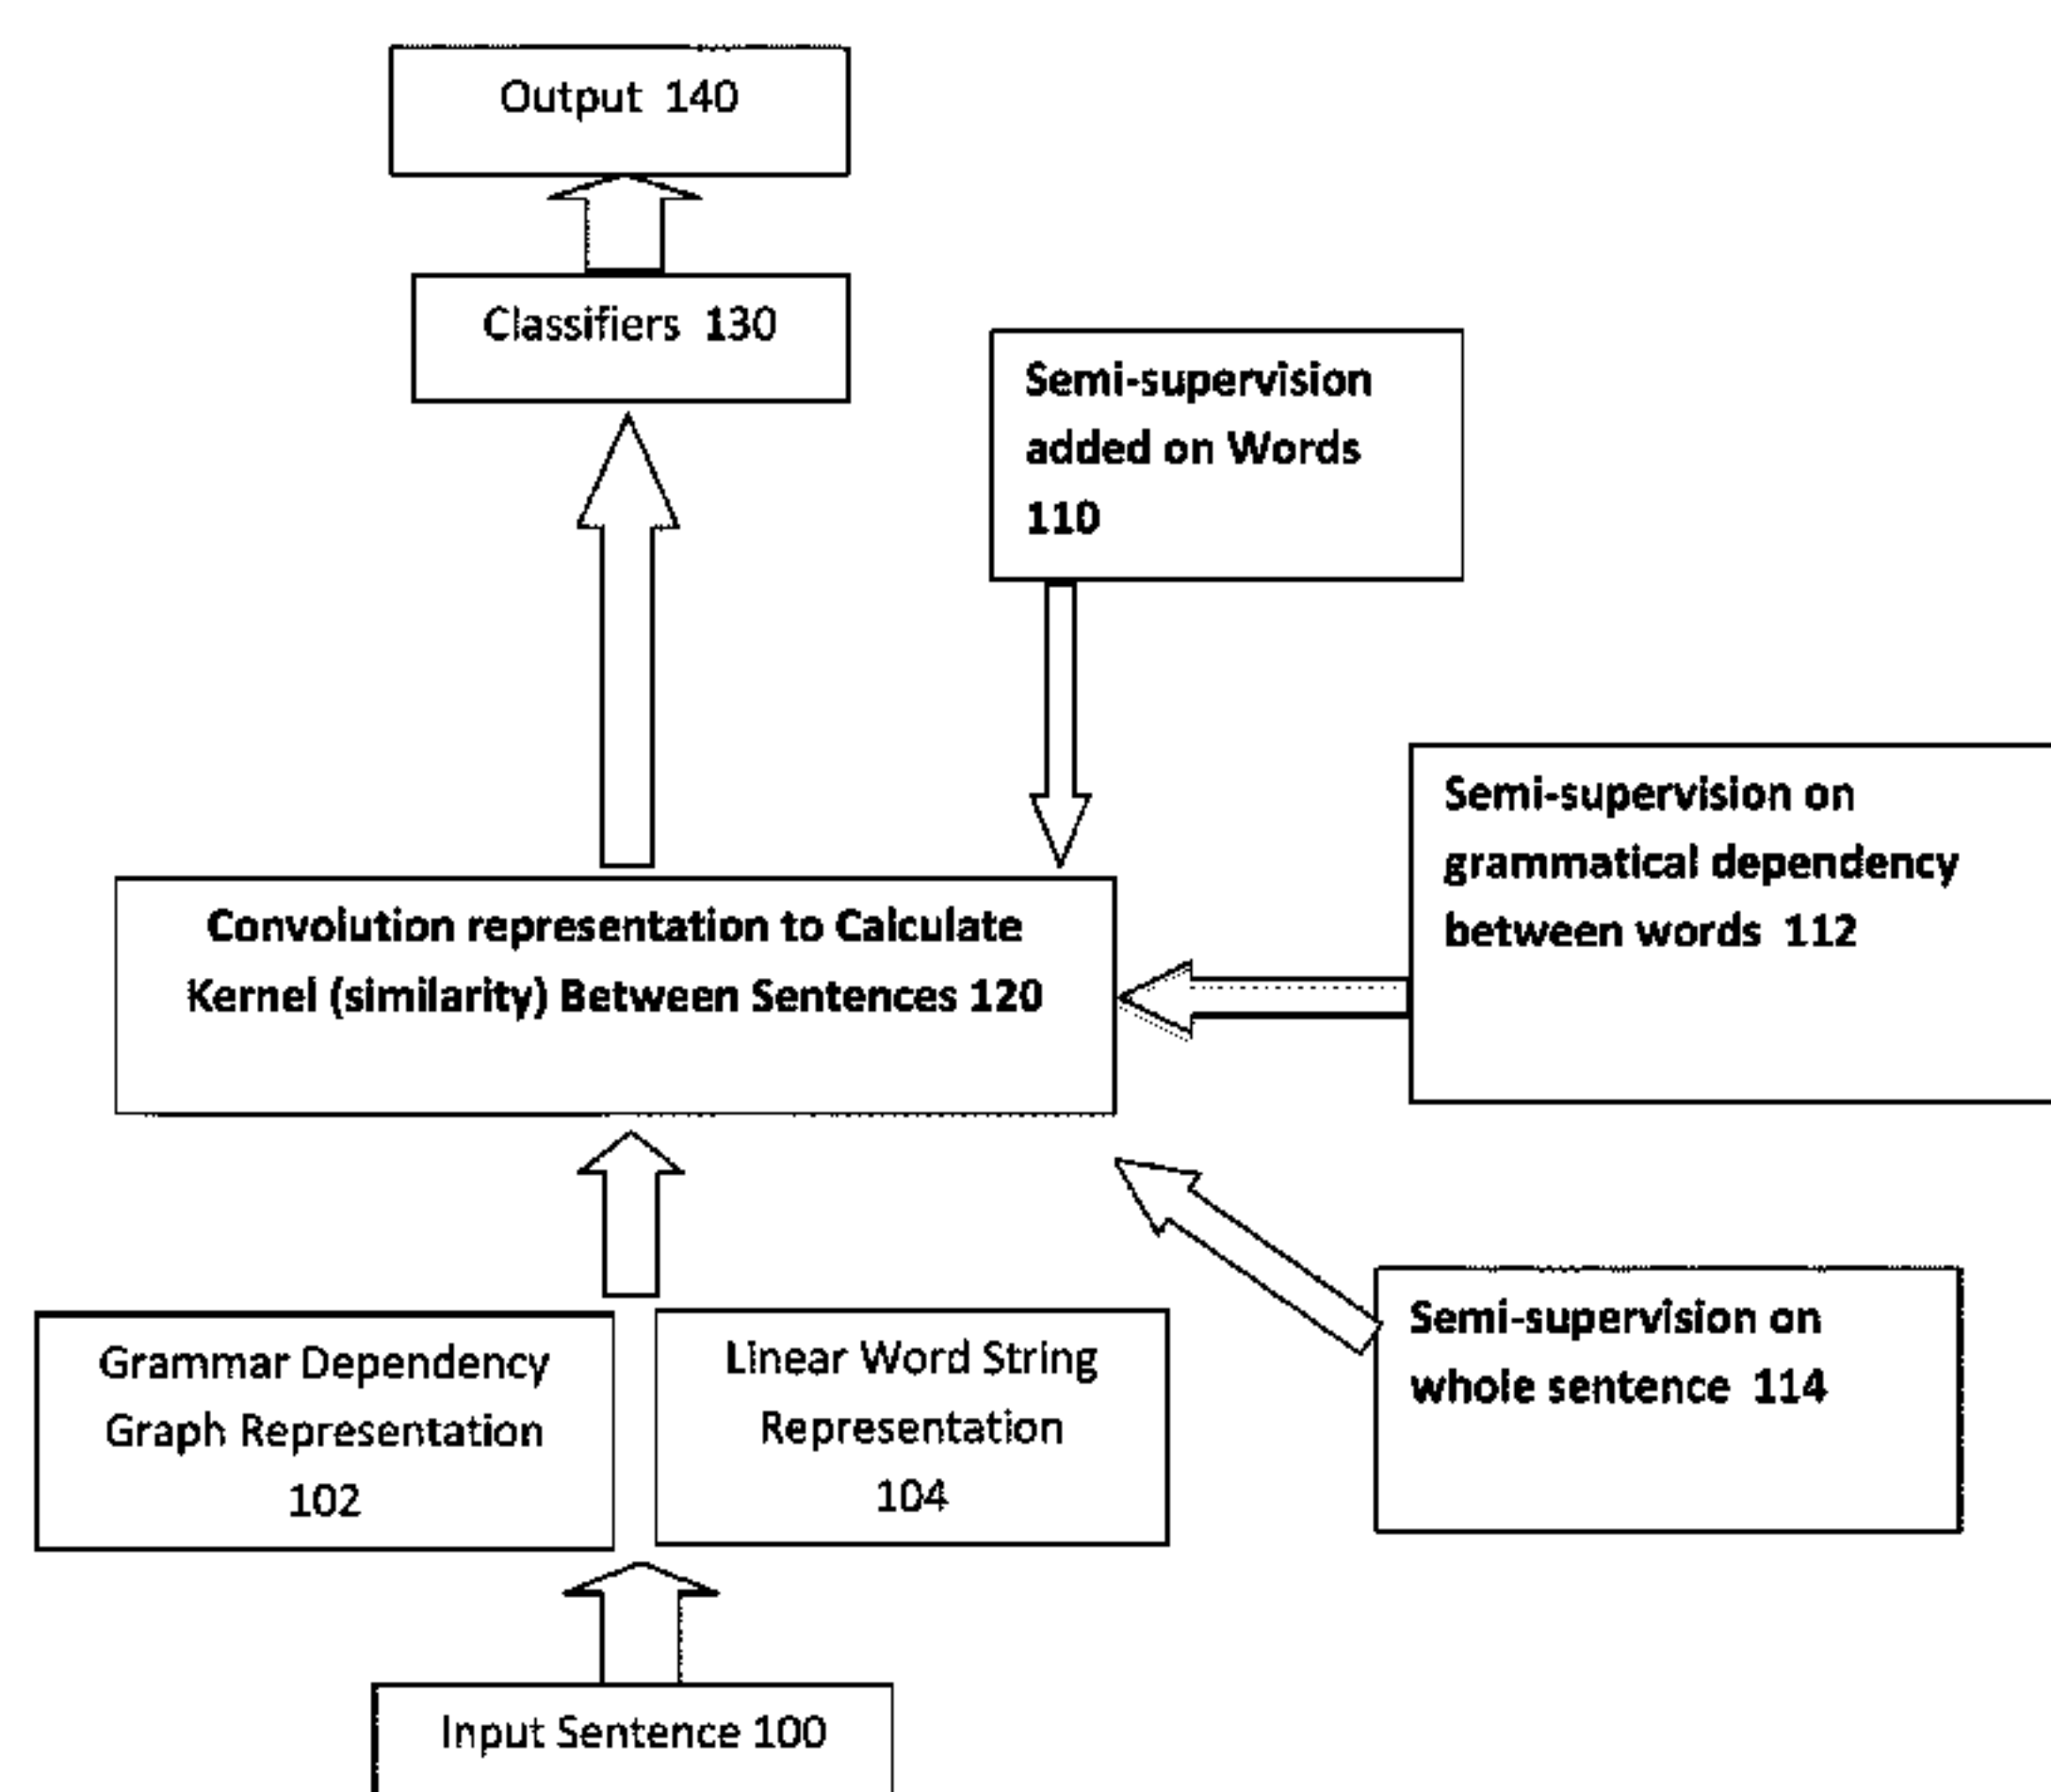 Output 140
Classifiers 130
Semi-supervision
added on Words
110
Semi-supervision on
grammatical dependency
between words 112
Convolution representation to Calculate
Kernel (similarity) Between Sentences 120
Grammar Dependency
Graph Representation
102
Linear Word String
Representation
104
Semi-supervision on
whole sentence 114
Input Sentence 100